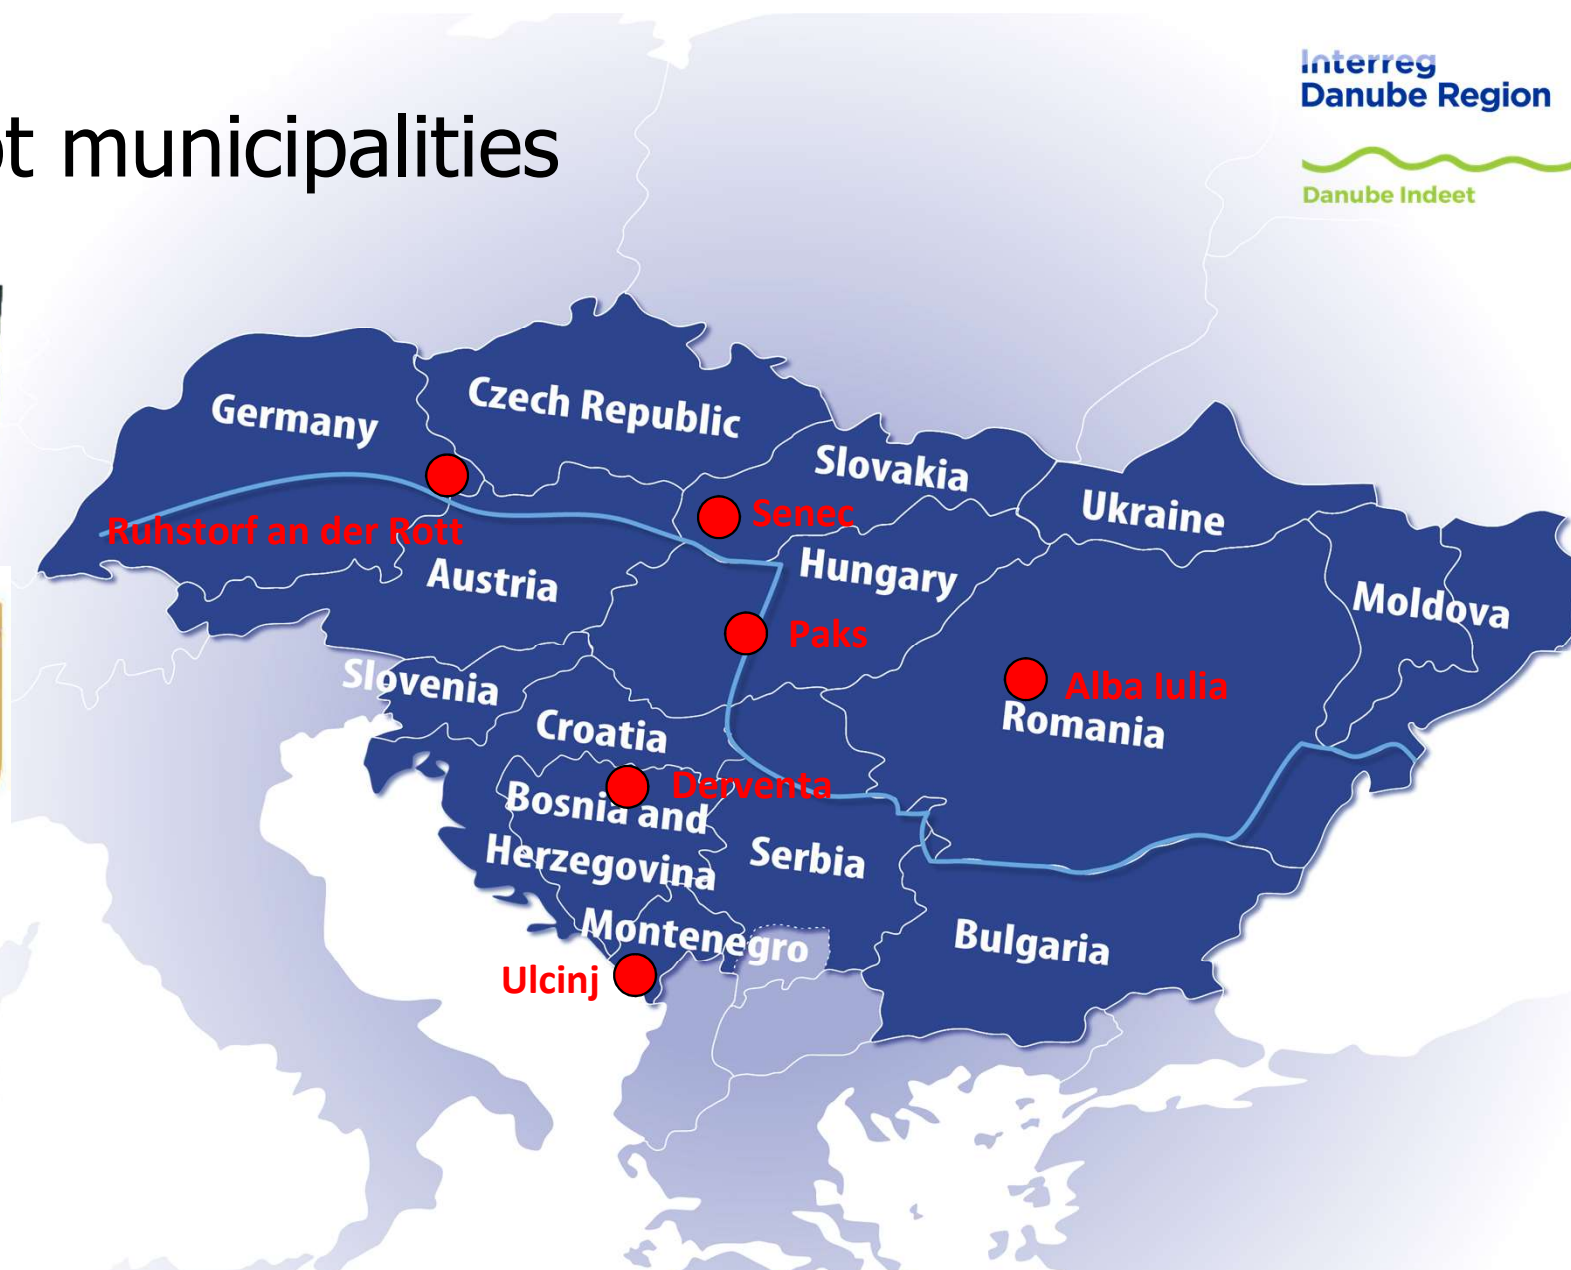 Interreg
Danube Region
ot municipalities
Danube Indeet
Czech Republic
Germany
Slovakia
Ukraine
Senec
Ruhstorf an der Rott
Hungary
Austria
Moldova
Paks
Slovenia
Alba Iulia
Romania
Croatia
Derventa
Bosnia and
Herzegovina
Serbia
Montenegro
Bulgaria
Ulcinj